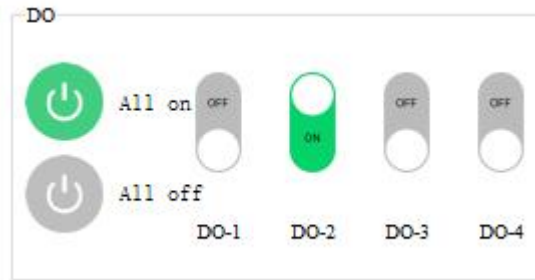 DO
All on
OFF
ON
OFF
OFF
All off
DO-1
DO-2
DO-3
DO-4